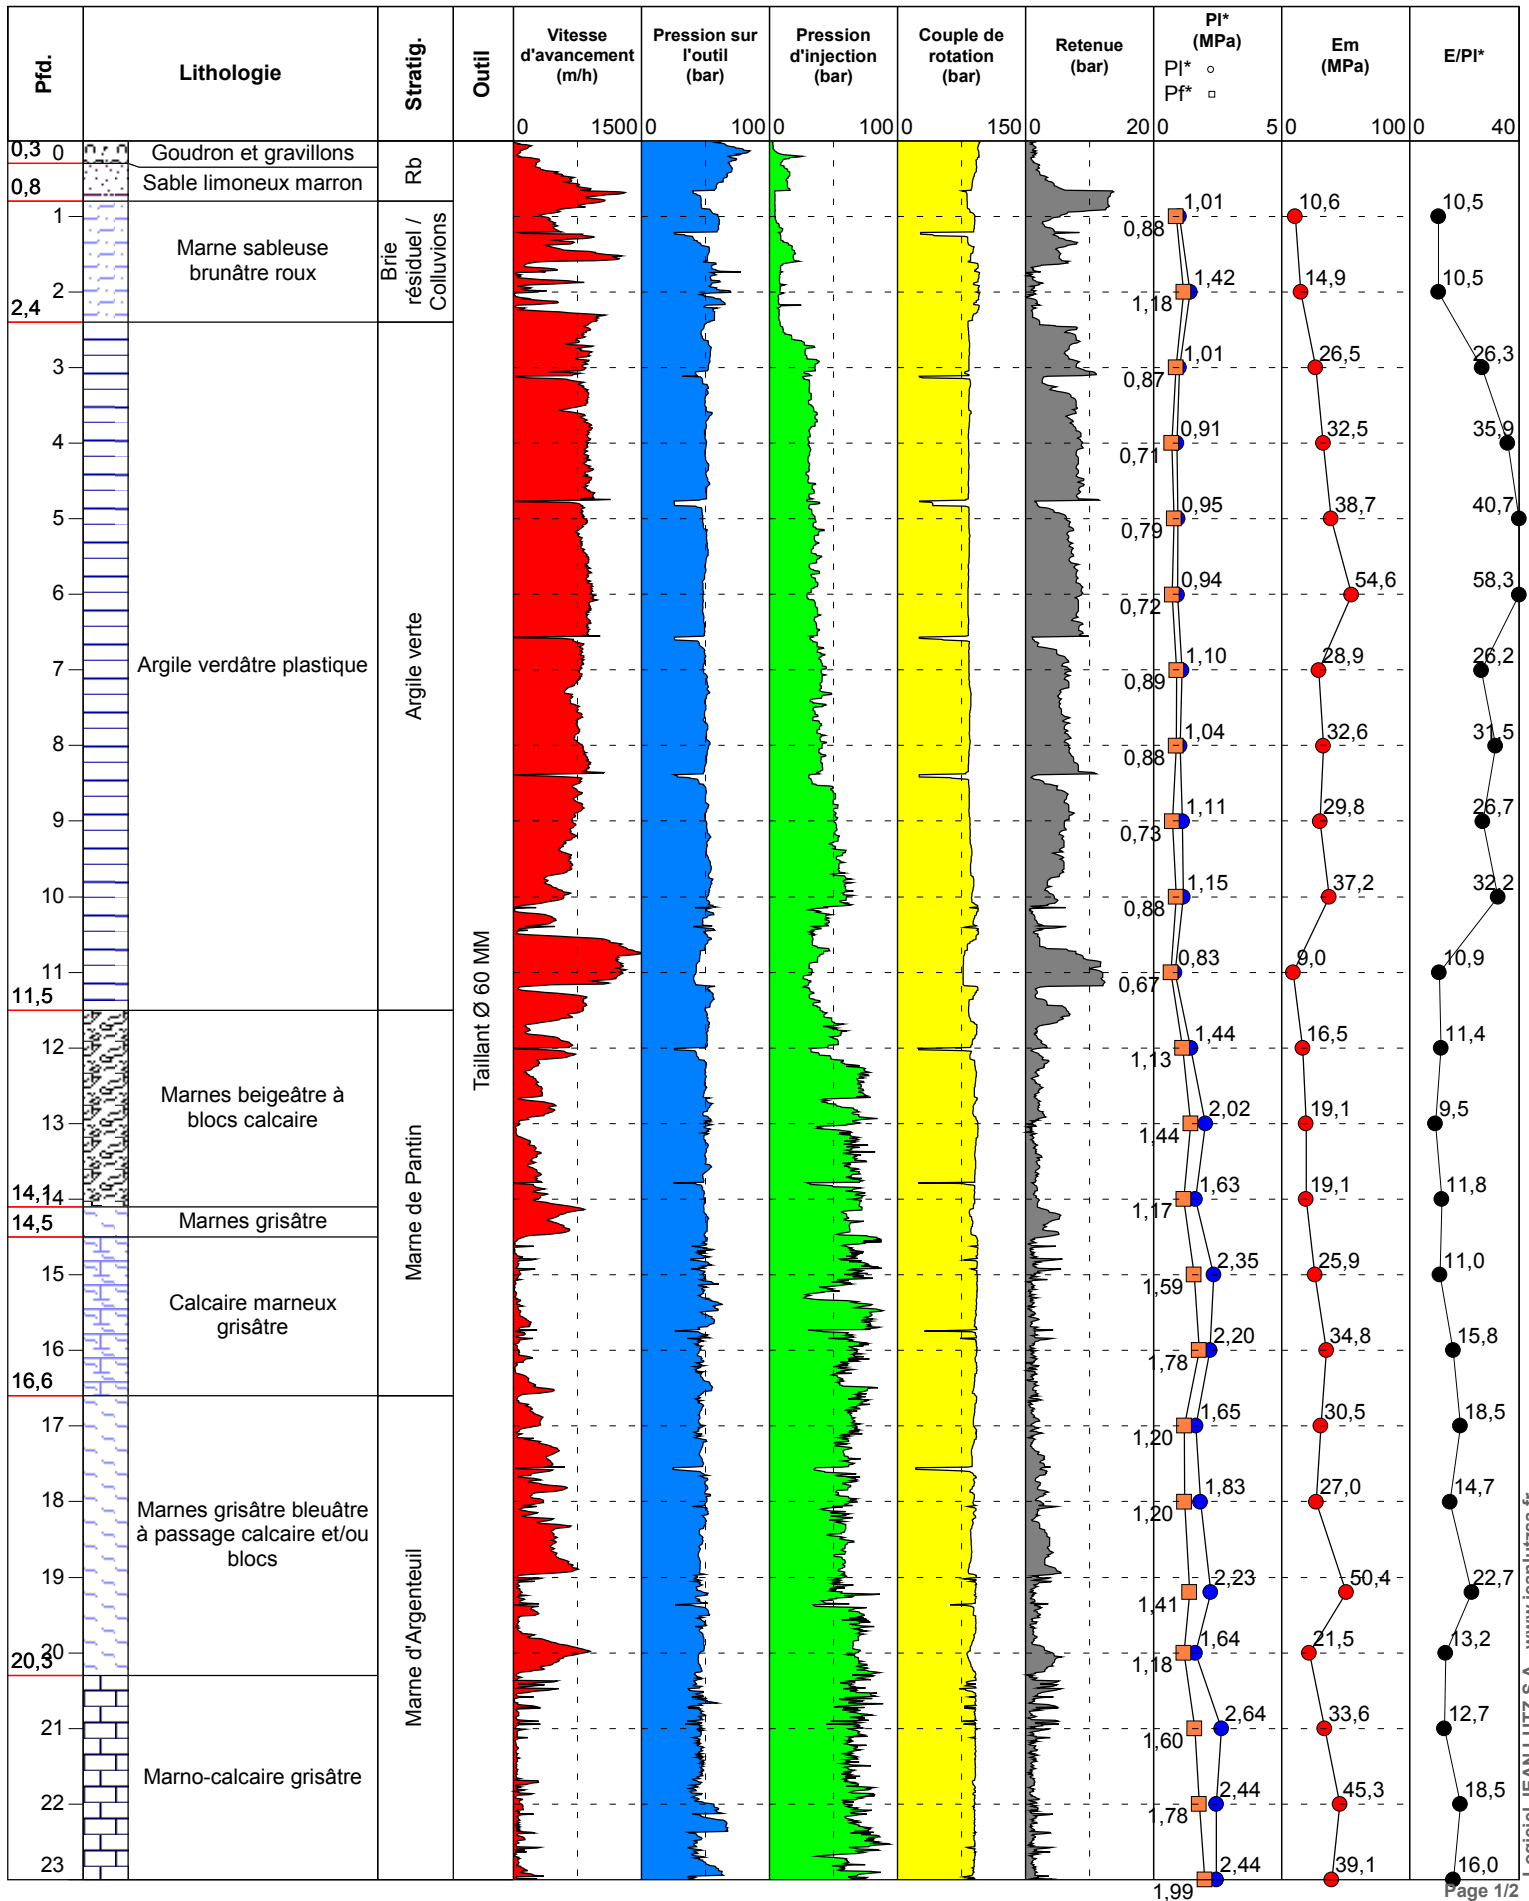 Pfd.
Lithologie
Stratig.
Outil
Vitesse
d'avancement
(m/h)
Pression sur
l'outil
(bar)
Pression
d'injection
(bar)
Couple de
rotation
(bar)
Retenue
(bar)
Pl*
(MPa)
Pl*
Pf*
Em
(MPa)
E/Pl*
0 1500
0 100
0 100
0 150
0 20
0 5
0 100
0 40
0,3 0
Goudron et gravillons
Rb
0,8
Sable limoneux marron
1
Marne sableuse
brunâtre roux
Brie
résiduel /
Colluvions
1,01
0,88
10,6
10,5
2
2,4
1,42
1,18
14,9
10,5
3
1,01
0,87
26,5
26,3
4
0,91
0,71
32,5
35,9
5
0,95
0,79
38,7
40,7
6
0,94
0,72
54,6
58,3
7
Argile verdâtre plastique
Argile verte
1,10
0,89
28,9
26,2
8
1,04
0,88
32,6
31,5
9
1,11
0,73
29,8
26,7
10
1,15
0,88
37,2
32,2
Taillant Ø 60 MM
11
11,5
0,83
0,67
9,0
10,9
12
1,44
1,13
16,5
11,4
13
Marnes beigeâtre à
blocs calcaire
Marne de Pantin
2,02
1,44
19,1
9,5
14,1 14
1,63
1,17
19,1
11,8
14,5
Marnes grisâtre
15
Calcaire marneux
grisâtre
2,35
1,59
25,9
11,0
16
16,6
2,20
1,78
34,8
15,8
17
1,65
1,20
30,5
18,5
18
Marnes grisâtre bleuâtre
à passage calcaire et/ou
blocs
1,83
1,20
27,0
14,7
19
Marne d'Argenteuil
2,23
1,41
50,4
22,7
20
20,3
1,64
1,18
21,5
13,2
21
2,64
1,60
33,6
12,7
22
Marno-calcaire grisâtre
2,44
1,78
45,3
18,5
23
2,44
1,99
39,1
16,0
Logiciel JEAN LUTZ S.A - www.jeanlutzsa.fr
Page 1/2